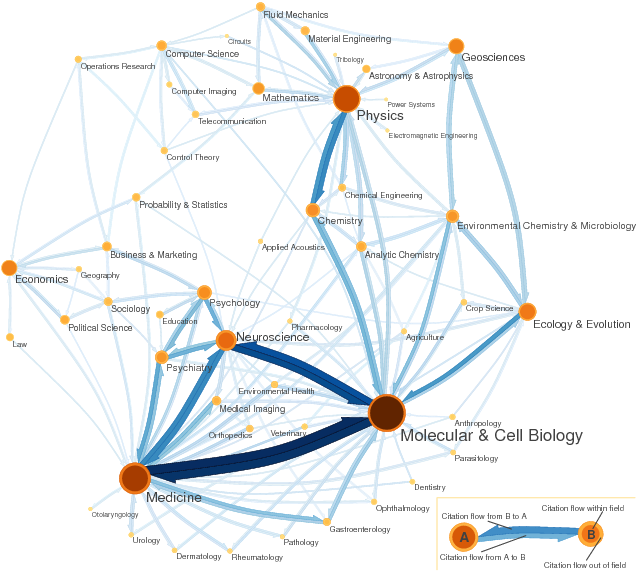 Fluid Mechanics
Material Engineering
Circuits
Computer Science
Geosciences
Tribology
Operations Research
Astronomy & Astrophysics
Computer Imaging
Mathematics
Power Systems
Physics
Telecommunication
Electromagnetic Engineering
Control Theory
Chemical Engineering
Probability & Statistics
Chemistry
Environmental Chemistry & Microbiology
Applied Acoustics
Business & Marketing
Analytic Chemistry
Economics
Geography
Psychology
Sociology
Crop Science
Education
Political Science
Pharmacology
Ecology & Evolution
Neuroscience
Agriculture
Law
Psychiatry
Environmental Health
Medical Imaging
Anthropology
Orthopedics
Veterinary
Molecular & Cell Biology
Parasitology
Dentistry
Medicine
Ophthalmology
Otolaryngology
Gastroenterology
Urology
Pathology
Dermatology
Rheumatology
Citation flow from B to A
Citation flow within field
A
B
Citation flow from A to B
Citation flow out of field